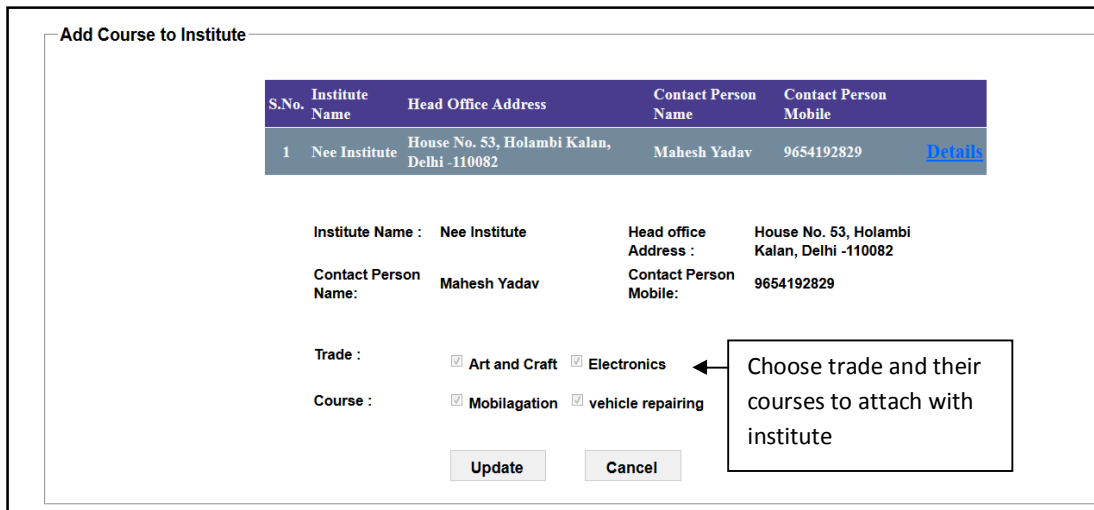 Add Course to Institute
S.No. Institute Name Head Office Address Contact Person Name Contact Person Mobile
1 Nee Institute House No. 53, Holambi Kalan, Delhi -110082 Mahesh Yadav 9654192829 Details
Institute Name : Nee Institute Head office Address : House No. 53, Holambi Kalan, Delhi -110082
Contact Person Name: Mahesh Yadav Contact Person Mobile: 9654192829
Trade : Art and Craft Electronics
Course : Mobilagation vehicle repairing
Choose trade and their
courses to attach with
institute
Update Cancel